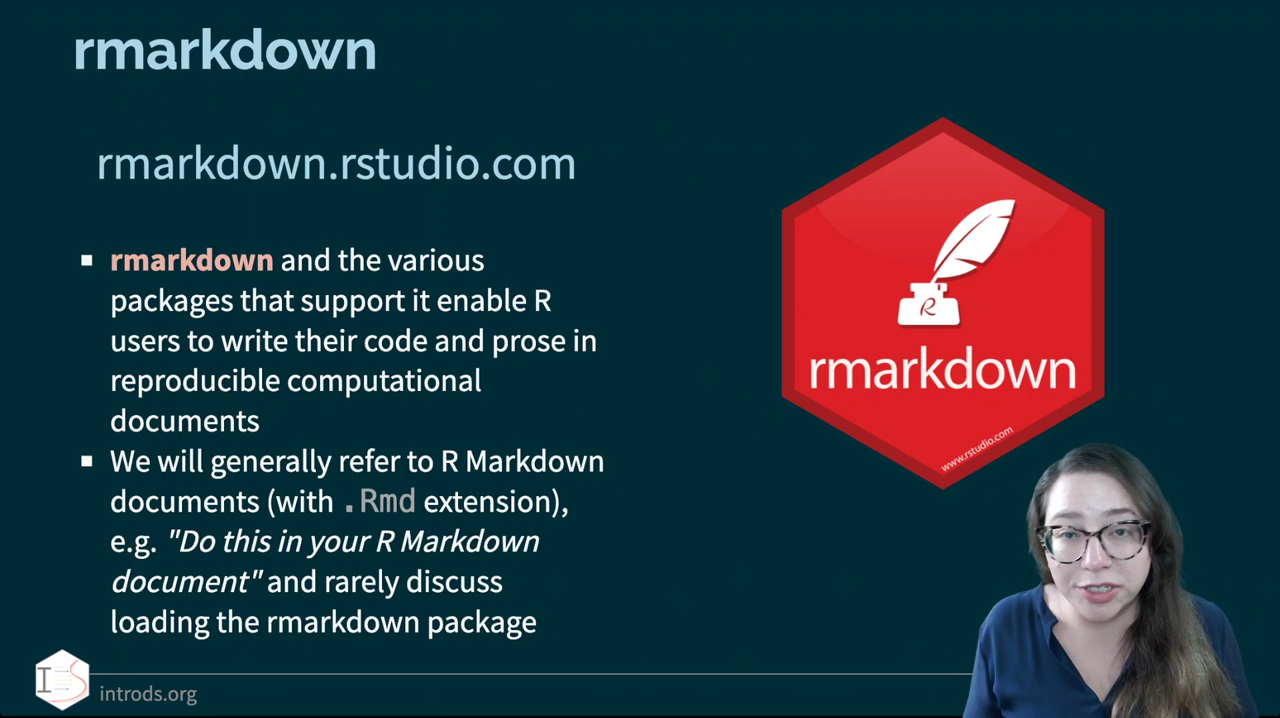 rmarkdown
rmarkdown.rstudio.com
rmarkdown and the various
packages that support it enable R
users to write their code and prose in
reproducible computational
documents
We will generally refer to R Markdown
documents (with .Rmd extension),
e.g. "Do this in your R Markdown
document" and rarely discuss
loading the rmarkdown package
R
rmarkdown
www.rstudio.com
IDS
introds.org